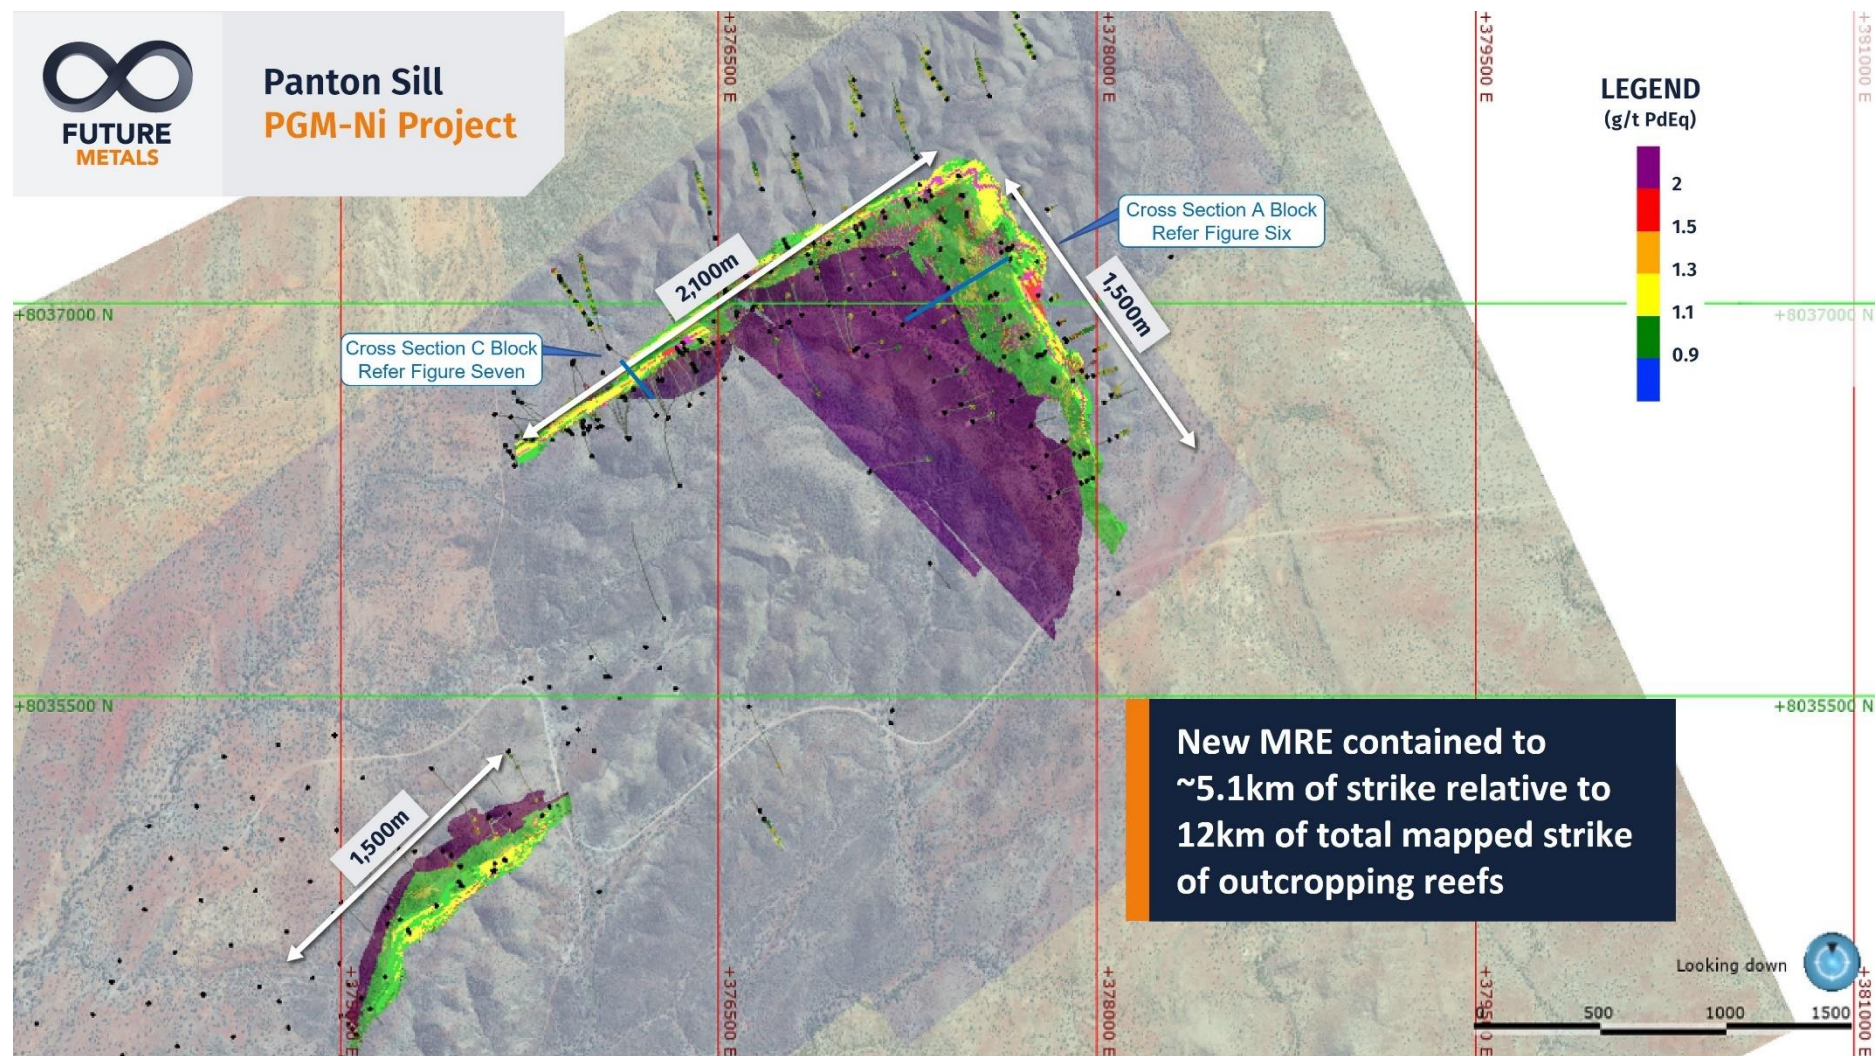 FUTURE
METALS
Panton Sill
PGM-Ni Project
+376500 E
+378000 E
+379500 E
+381000 E
LEGEND
(g/t PdEq)
2
1.5
1.3
1.1
0.9
Cross Section A Block
Refer Figure Six
2,100m
1,500m
+8037000 N
+8037000 N
Cross Section C Block
Refer Figure Seven
+8035500 N
+8035500 N
New MRE contained to
~5.1km of strike relative to
12km of total mapped strike
of outcropping reefs
1,500m
Looking down
+376500 E
+378000 E
+381000 E
0
500
1000
1500